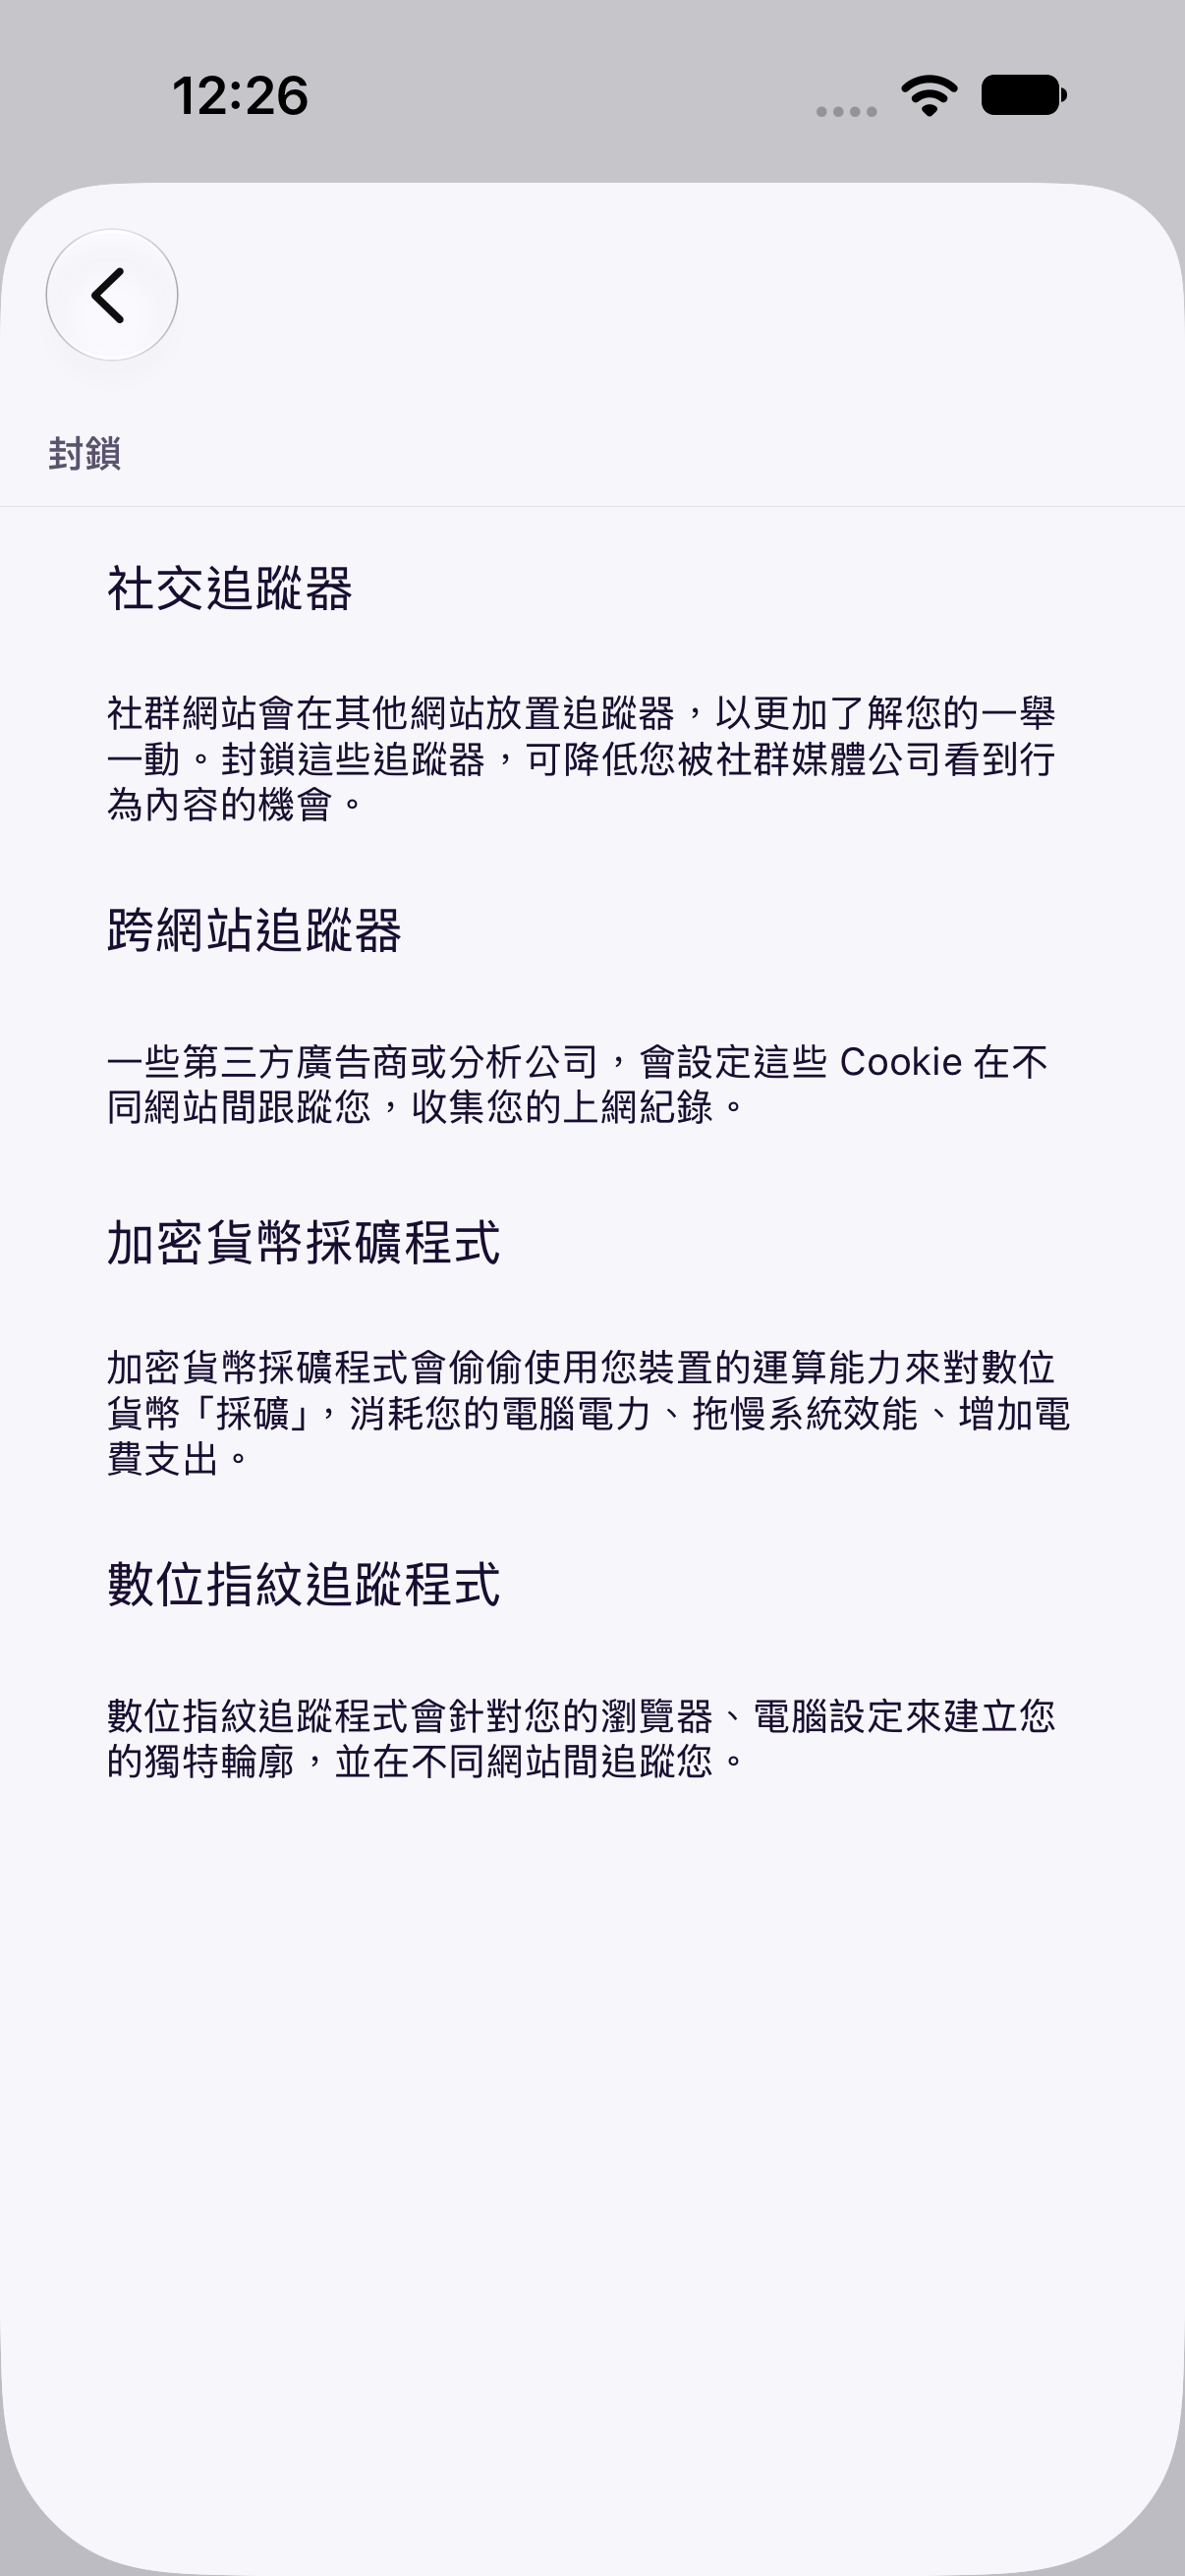 12:26
封鎖
社交追蹤器
社群網站會在其他網站放置追蹤器，以更加了解您的一舉
一動。封鎖這些追蹤器，可降低您被社群媒體公司看到行
為內容的機會。
跨網站追蹤器
一些第三方廣告商或分析公司，會設定這些 Cookie 在不
同網站間跟蹤您，收集您的上網紀錄。
加密貨幣採礦程式
加密貨幣採礦程式會偷偷使用您裝置的運算能力來對數位
貨幣「採礦」，消耗您的電腦電力、拖慢系統效能、增加電
費支出。
數位指紋追蹤程式
數位指紋追蹤程式會針對您的瀏覽器、電腦設定來建立您
的獨特輪廓，並在不同網站間追蹤您。